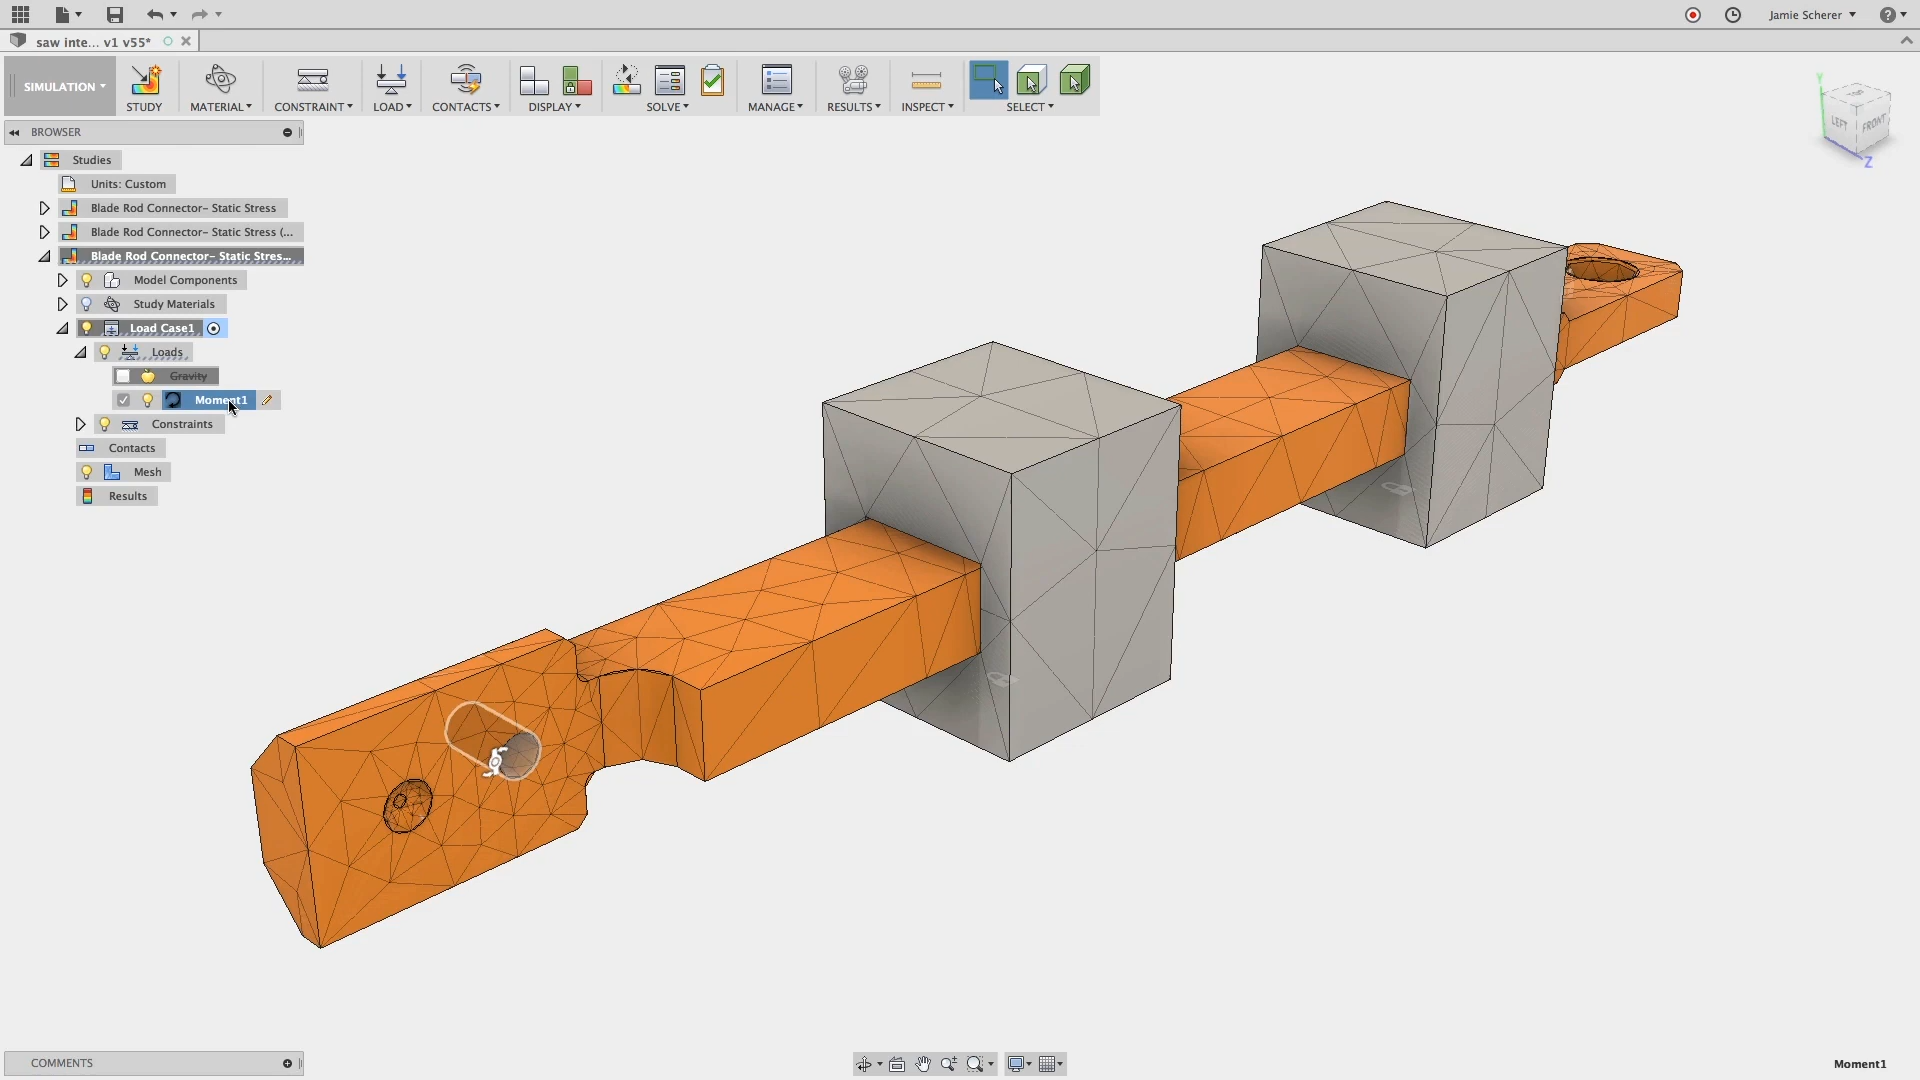 Jamie Scherer
saw inte... v1 v55*
SIMULATION
STUDY
MATERIAL
CONSTRAINT
LOAD
CONTACTS
DISPLAY
SOLVE
MANAGE
RESULTS
INSPECT
SELECT
BROWSER
Studies
Units: Custom
Blade Rod Connector- Static Stress
Blade Rod Connector- Static Stress (...
Blade Rod Connector- Static Stres...
Model Components
Study Materials
Load Case1
Loads
Gravity
Moment1
Constraints
Contacts
Mesh
Results
Y
TOP
LEFT
FRONT
Z
COMMENTS
Moment1